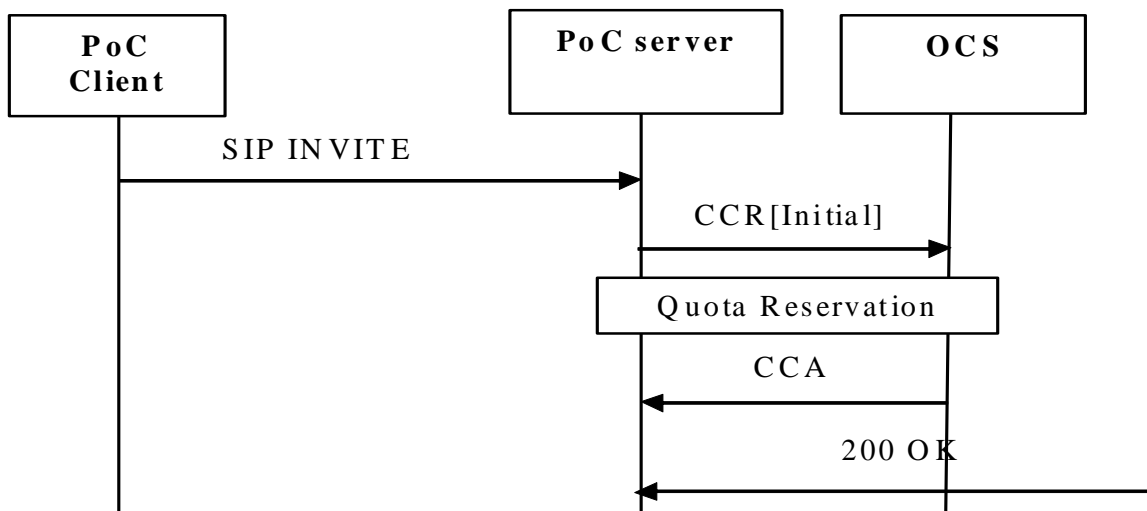 PoC
Client
PoC server
OCS
SIP INVITE
CCR[Initial]
Quota Reservation
CCA
200 OK